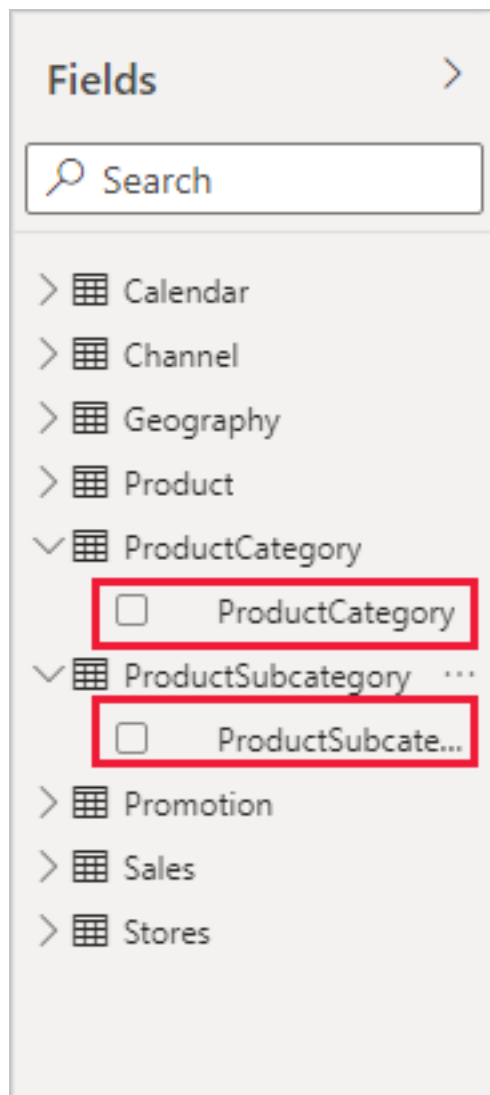 Fields
Search
Calendar
Channel
Geography
Product
ProductCategory
ProductCategory
ProductSubcategory ...
ProductSubcate...
Promotion
Sales
Stores